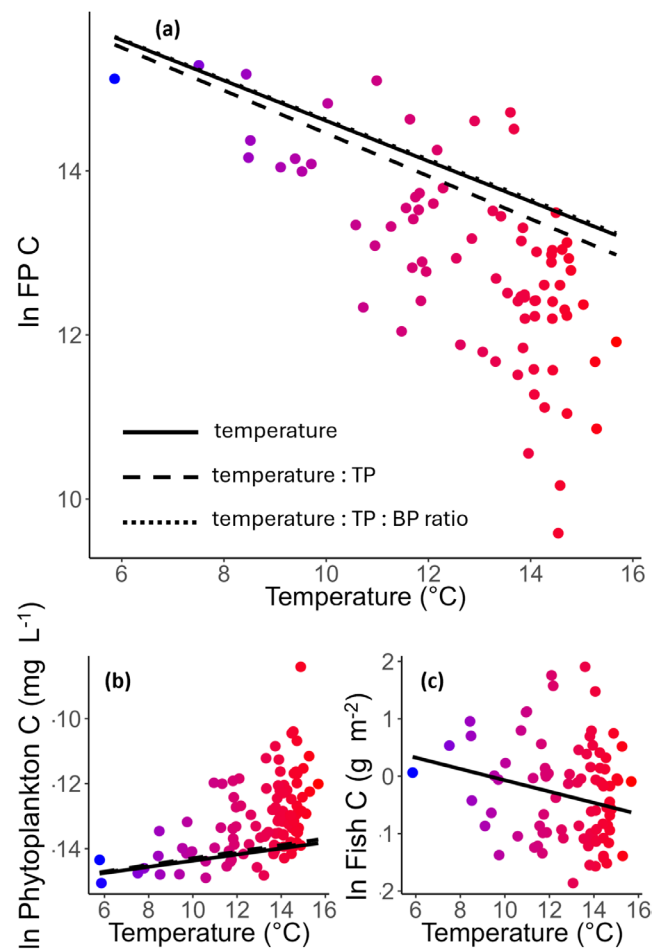 (a)
14
12
10
ln FP C
temperature
temperature : TP
temperature : TP : BP ratio
6
8
10
12
14
16
Temperature (°C)
(b)
·10
-12
·14
ln Phytoplankton C (mg L-1)
6
8
10
12
14
16
Temperature (°C)
(c)
2
1
0
·1
·2
ln Fish C (g m-2)
6
8
10
12
14
16
Temperature (°C)